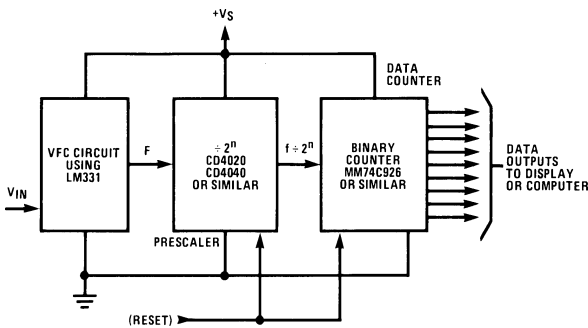 +VS
DATA
COUNTER
VFC CIRCUIT
USING
LM331
F
÷ 2ⁿ
CD4020
CD4040
OR SIMILAR
f ÷ 2ⁿ
BINARY
COUNTER
MM74C926
OR SIMILAR
DATA
OUTPUTS
TO DISPLAY
OR COMPUTER
VIN
PRESCALER
(RESET)